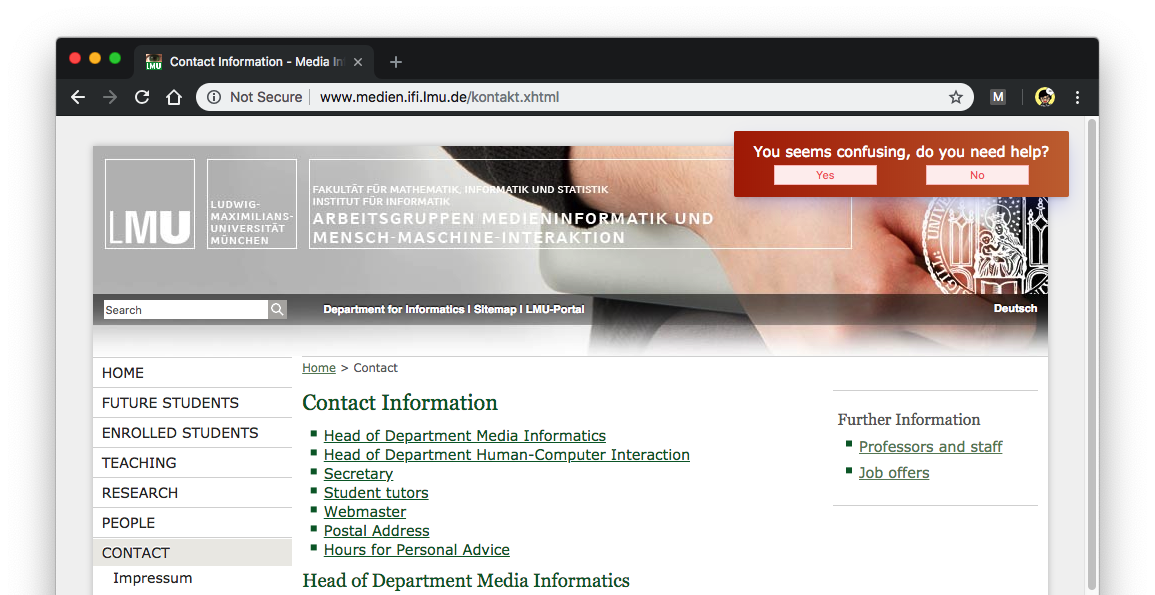 Contact Information - Media In
Not Secure www.medien.ifi.lmu.de/kontakt.xhtml
M
LMU
LUDWIG-
MAXIMILIANS-
UNIVERSITÄT
MÜNCHEN
FAKULTÄT FÜR MATHEMATIK, INFORMATIK UND STATISTIK
INSTITUT FÜR INFORMATIK
ARBEITSGRUPPEN MEDIENINFORMATIK UND
MENSCH-MASCHINE-INTERAKTION
You seems confusing, do you need help?
Yes No
Search
Department for Informatics | Sitemap | LMU-Portal
Deutsch
HOME
FUTURE STUDENTS
ENROLLED STUDENTS
TEACHING
RESEARCH
PEOPLE
CONTACT
Impressum
Home > Contact
Contact Information
Head of Department Media Informatics
Head of Department Human-Computer Interaction
Secretary
Student tutors
Webmaster
Postal Address
Hours for Personal Advice
Head of Department Media Informatics
Further Information
Professors and staff
Job offers